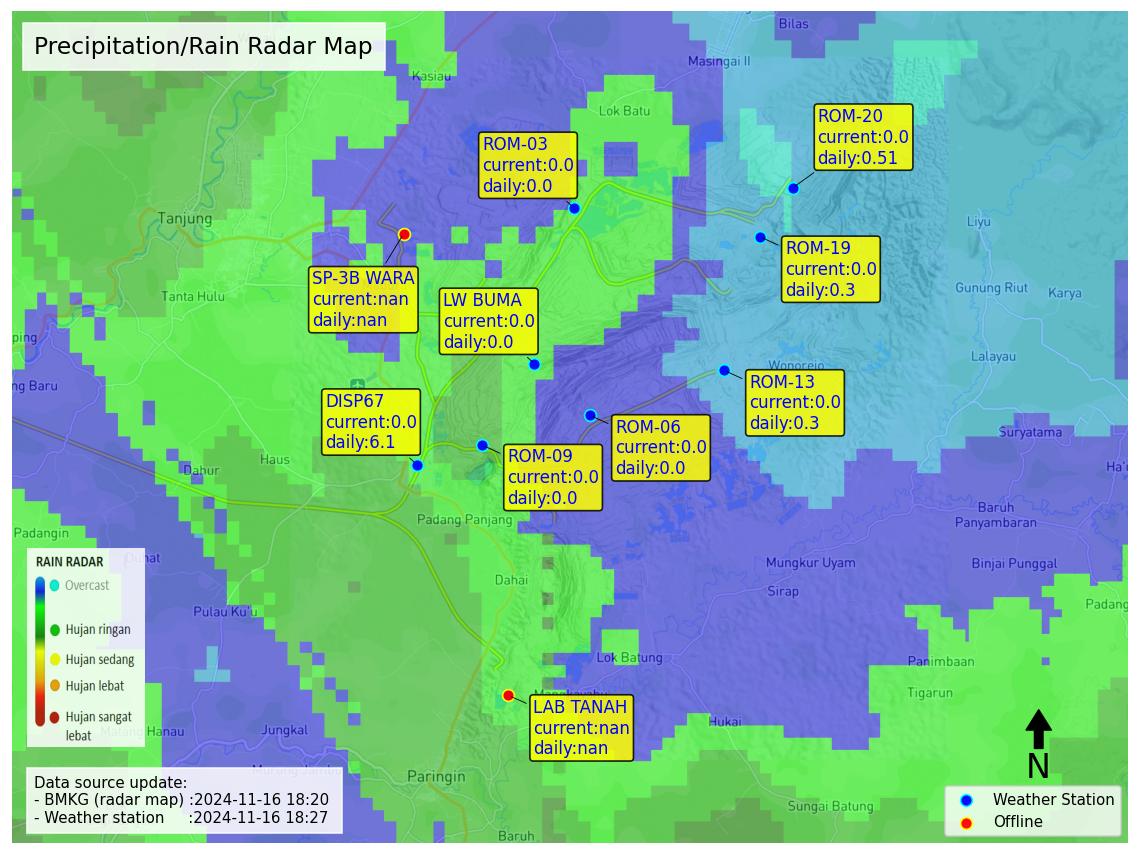 Precipitation/Rain Radar Map
Bilas
Masingai II
Kasiau
Lok Batu
ROM-20
current:0.0
daily:0.51
ROM-03
current:0.0
daily:0.0
Tanjung
Liyu
ROM-19
current:0.0
daily:0.3
SP-3B WARA
current:nan
daily:nan
LW BUMA
current:0.0
daily:0.0
Tanta Hulu
Gunung Riut
Karya
ping
Lalayau
Wonorejo
ng Baru
ROM-13
current:0.0
daily:0.3
DISP67
current:0.0
daily:6.1
ROM-06
current:0.0
daily:0.0
Suryatama
ROM-09
current:0.0
daily:0.0
Haus
Dahur
Ha'u
Baruh
Panyambaran
Padang Panjang
Padangin
Mungkur Uyam
Binjai Punggal
RAIN RADAR
Overcast
Hujan ringan
Hujan sedang
Hujan lebat
Hujan sangat
lebat
Dahai
Sirap
Padang
Pulau Ku'u
Lok Batung
Panimbaan
Tigarun
LAB TANAH
current:nan
daily:nan
Hukai
Hanau
Jungkal
N
Paringin
Sungai Batung
Baruh
Data source update:
- BMKG (radar map) :2024-11-16 18:20
- Weather station :2024-11-16 18:27
Weather Station
Offline